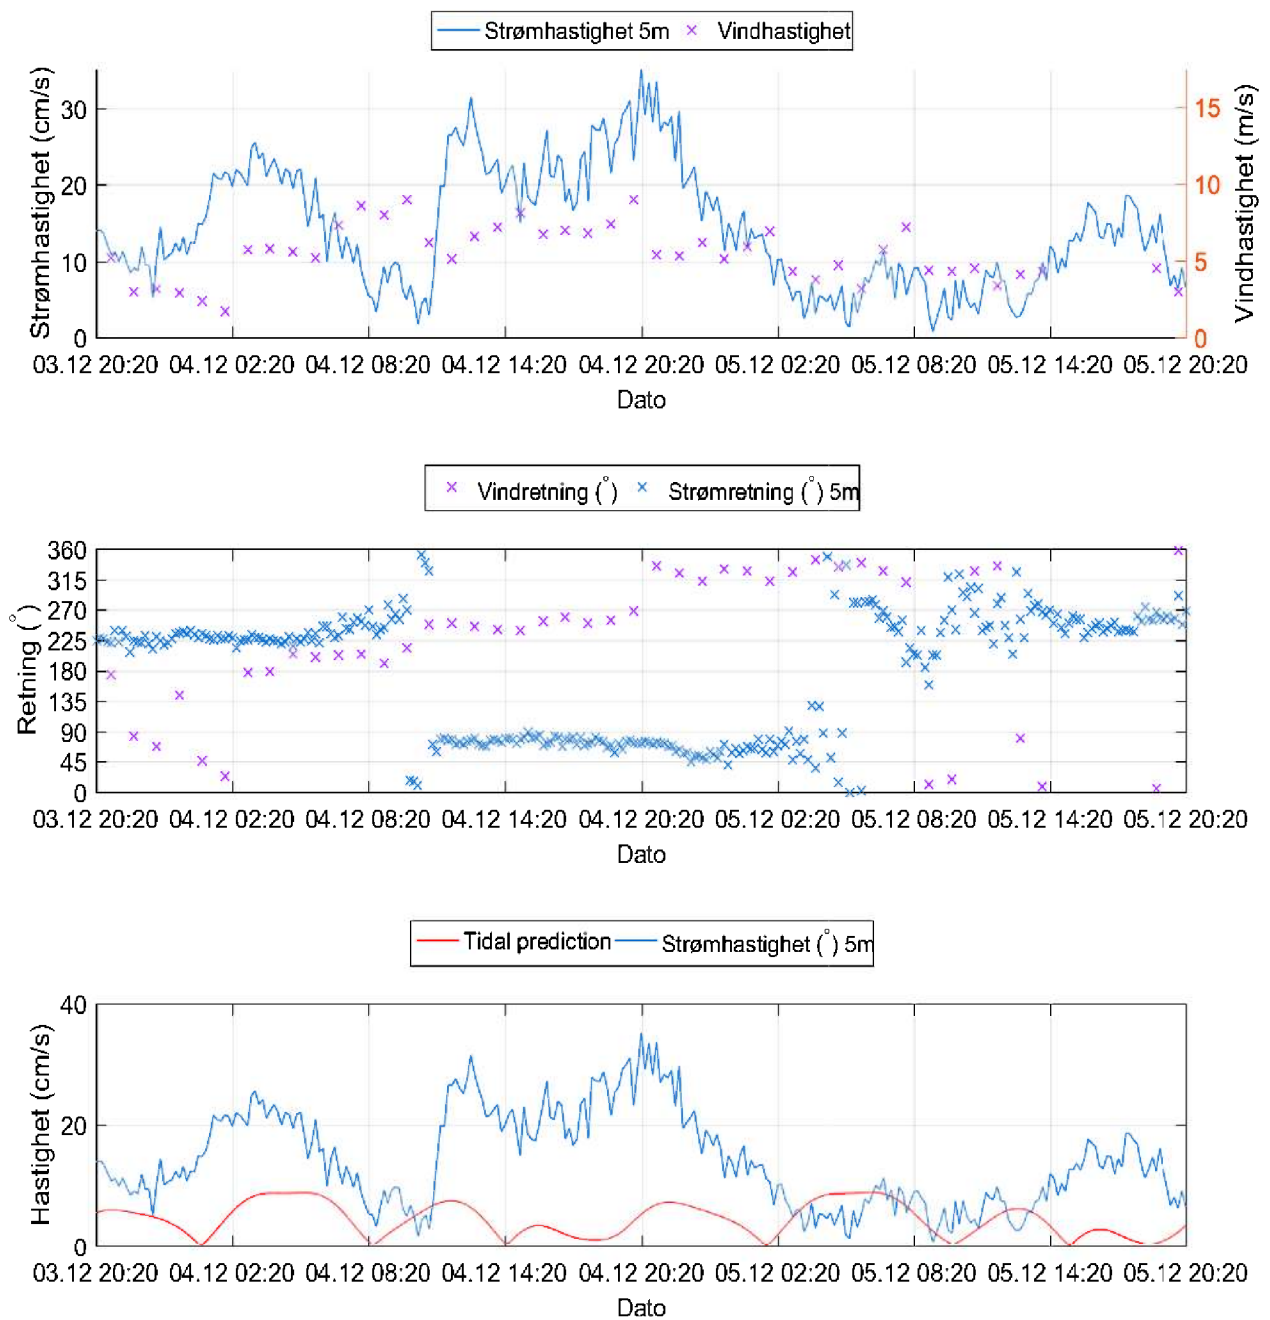 Strømhastighet 5m Vindhastighet
Strømhastighet (cm/s)
30
20
10
0
15
10
5
0
Vindhastighet (m/s)
03.12 20:20 04.12 02:20 04.12 08:20 04.12 14:20 04.12 20:20 05.12 02:20 05.12 08:20 05.12 14:20 05.12 20:20
Dato
Vindretning (°) Strømretning (°) 5m
Retning (°)
360
315
270
225
180
135
90
45
0
03.12 20:20 04.12 02:20 04.12 08:20 04.12 14:20 04.12 20:20 05.12 02:20 05.12 08:20 05.12 14:20 05.12 20:20
Dato
Tidal prediction Strømhastighet (°) 5m
Hastighet (cm/s)
40
20
0
03.12 20:20 04.12 02:20 04.12 08:20 04.12 14:20 04.12 20:20 05.12 02:20 05.12 08:20 05.12 14:20 05.12 20:20
Dato